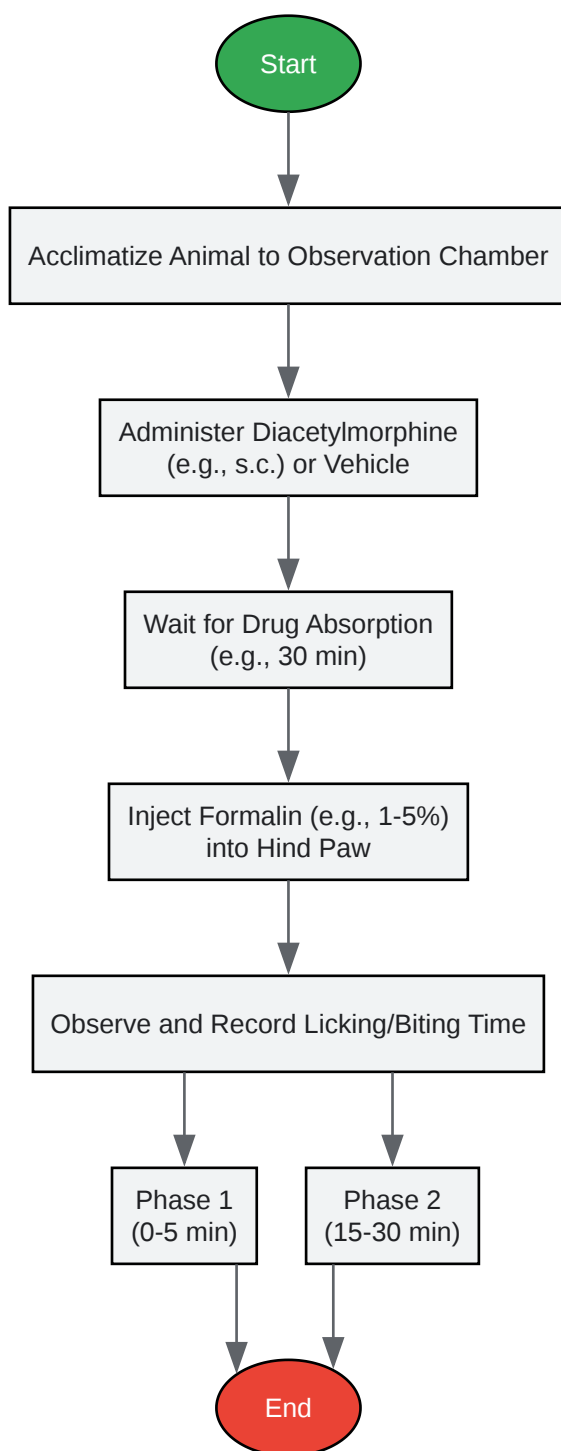 Start
Acclimatize Animal to Observation Chamber
Administer Diacetylmorphine
(e.g., s.c.) or Vehicle
Wait for Drug Absorption
(e.g., 30 min)
Inject Formalin (e.g., 1-5%)
into Hind Paw
Observe and Record Licking/Biting Time
Phase 1
(0-5 min)
Phase 2
(15-30 min)
End